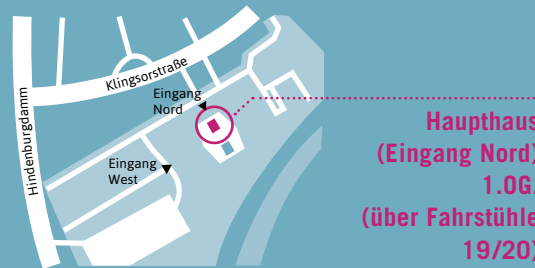 Klingsorstraße
Hindenburgdamm
Eingang
Nord
Eingang
West
Haupthaus
(Eingang Nord)
1.OG.
(über Fahrstühle
19/20)